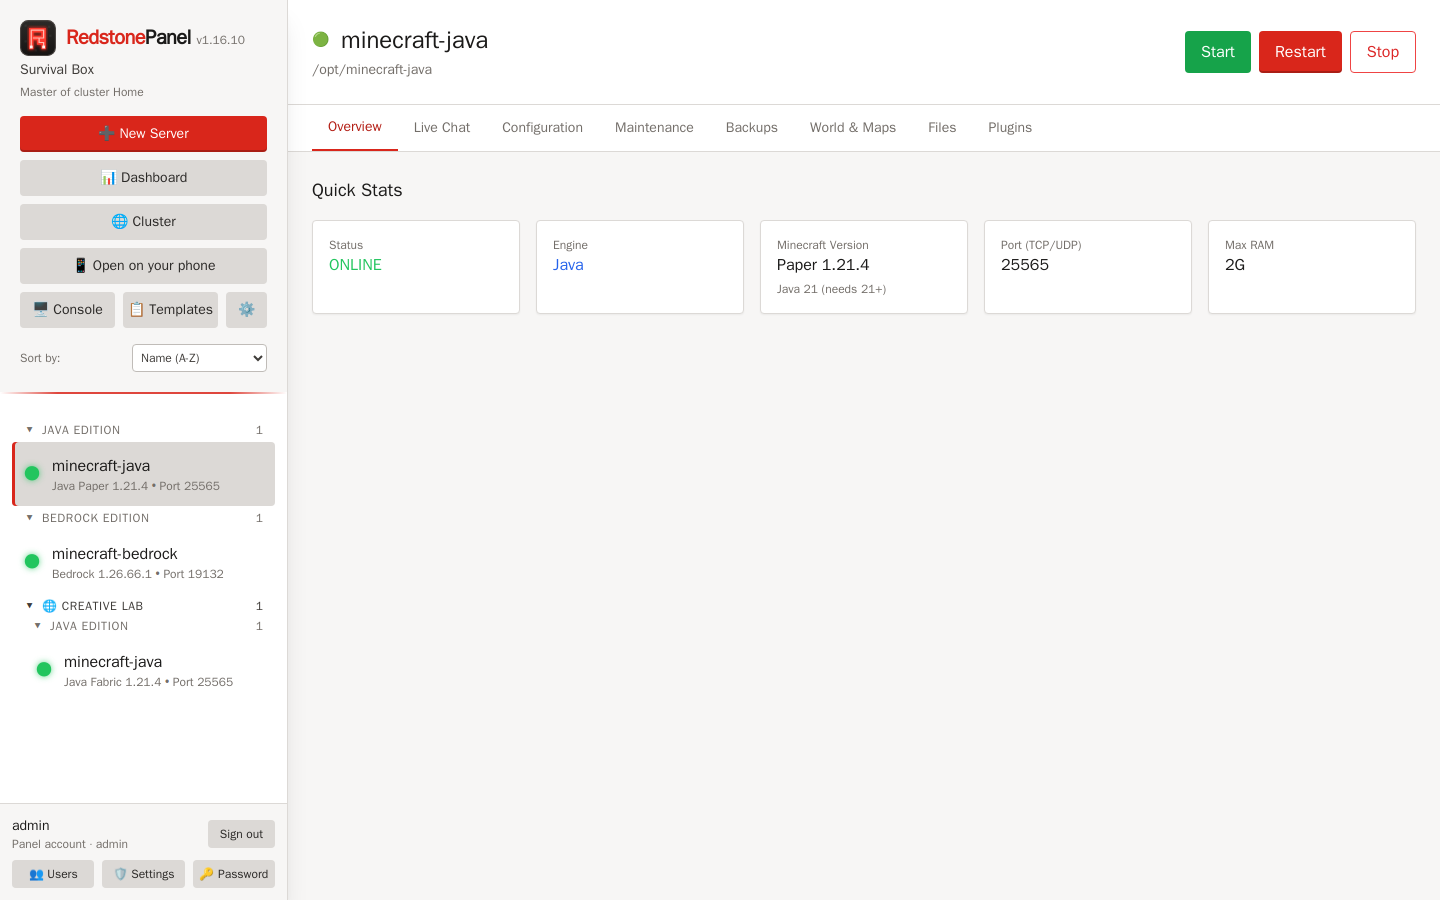 RedstonePanel v1.16.10
Survival Box
Master of cluster Home
➕ New Server
📊 Dashboard
🌐 Cluster
📱 Open on your phone
🖥️ Console
📋 Templates
⚙️
Sort by:
Name (A-Z)
▼ JAVA EDITION 1
minecraft-java
Java Paper 1.21.4 • Port 25565
▼ BEDROCK EDITION 1
minecraft-bedrock
Bedrock 1.26.66.1 • Port 19132
▼ 🌐 CREATIVE LAB 1
▼ JAVA EDITION 1
minecraft-java
Java Fabric 1.21.4 • Port 25565
admin
Panel account · admin
Sign out
👥 Users
🛡️ Settings
🔑 Password
minecraft-java
/opt/minecraft-java
Start
Restart
Stop
Overview
Live Chat
Configuration
Maintenance
Backups
World & Maps
Files
Plugins
Quick Stats
Status
ONLINE
Engine
Java
Minecraft Version
Paper 1.21.4
Java 21 (needs 21+)
Port (TCP/UDP)
25565
Max RAM
2G